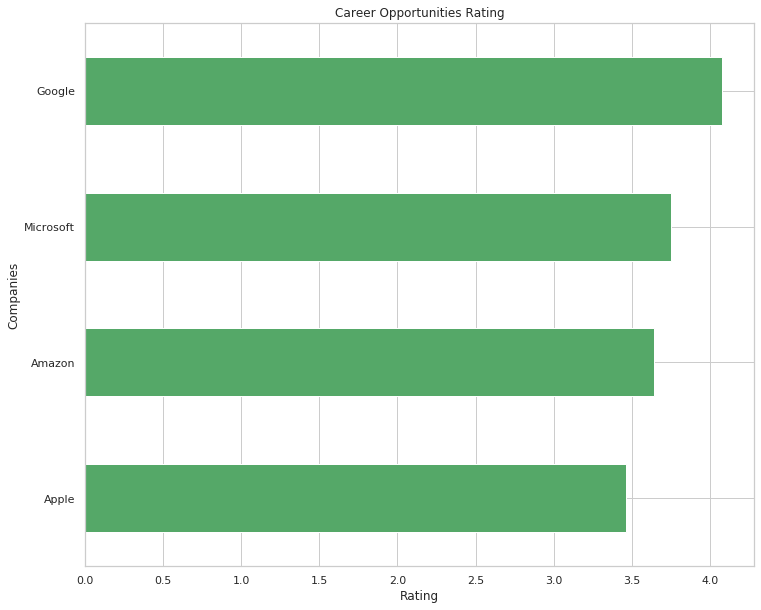 Career Opportunities Rating
Google
Microsoft
Companies
Amazon
Apple
0.0 0.5 1.0 1.5 2.0 2.5 3.0 3.5 4.0
Rating